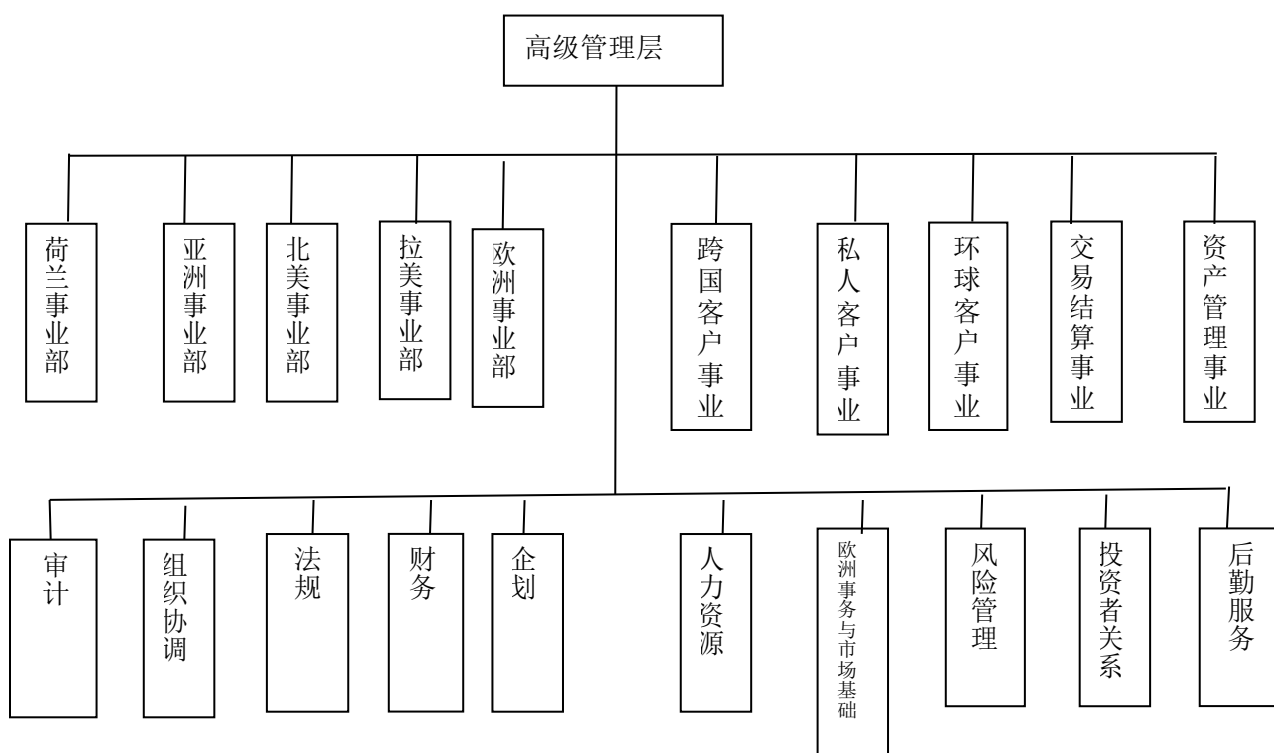 高级管理层
荷兰事业部
亚洲事业部
北美事业部
拉美事业部
欧洲事业部
跨国客户事业
私人客户事业
环球客户事业
交易结算事业
资产管理事业
审计
组织协调
法规
财务
企划
人力资源
欧洲事务与市场基础
风险管理
投资者关系
后勤服务